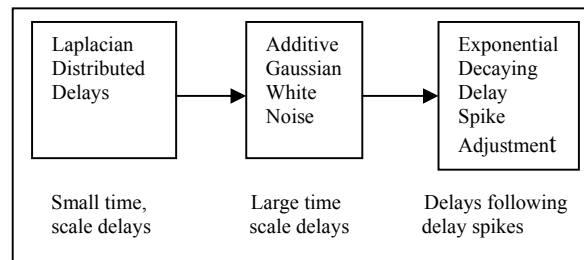 Laplacian
Distributed
Delays
Additive
Gaussian
White
Noise
Exponential
Decaying
Delay
Spike
Adjustment
Small time,
scale delays
Large time
scale delays
Delays following
delay spikes